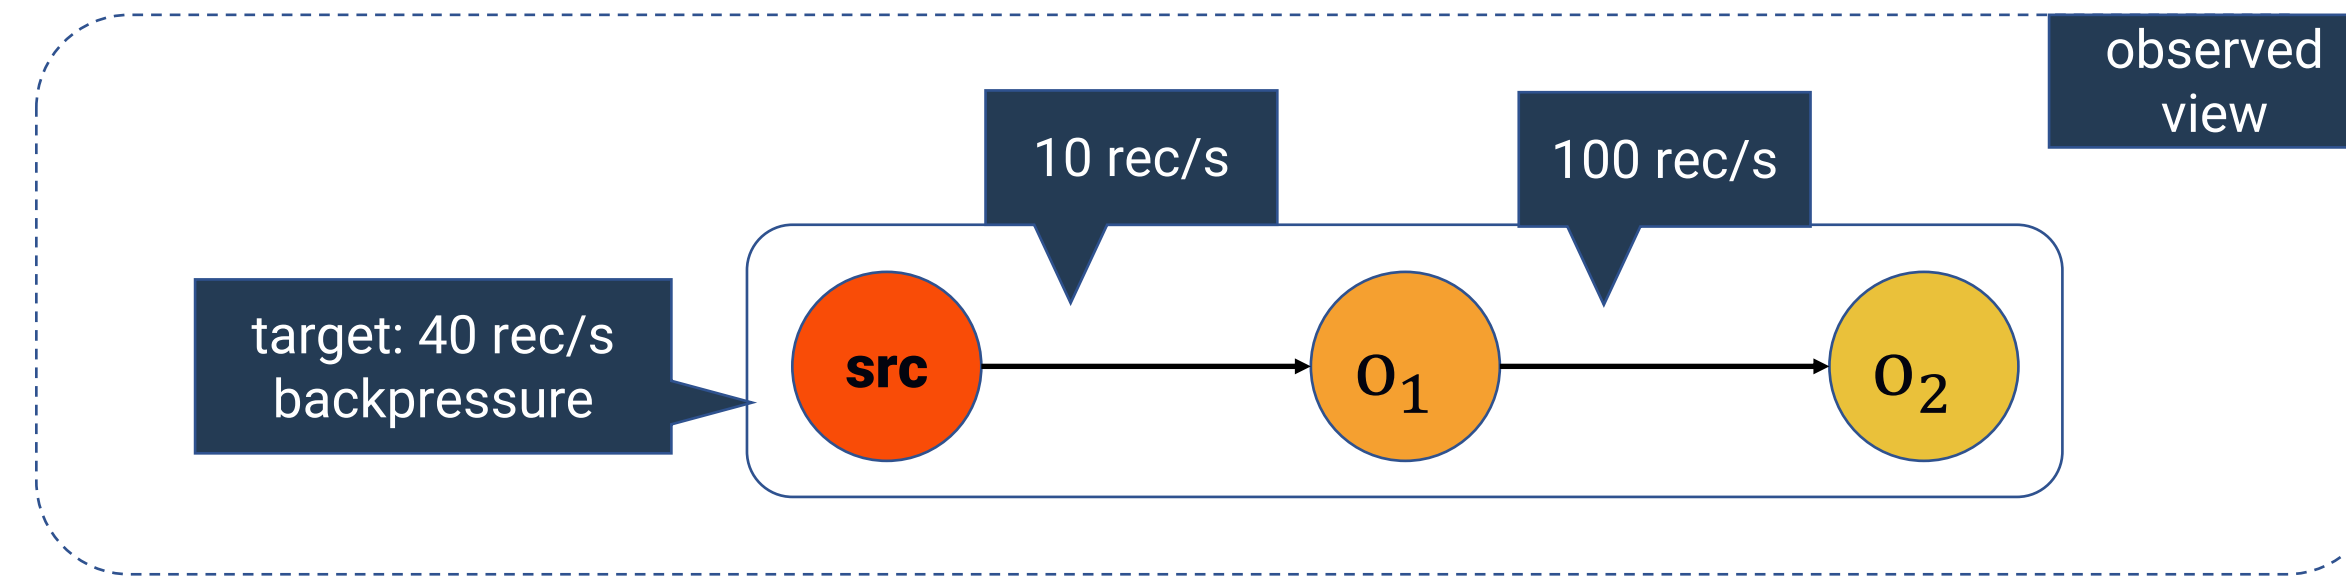 observed
view
10 rec/s
100 rec/s
target: 40 rec/s
backpressure
src
o₁
o₂